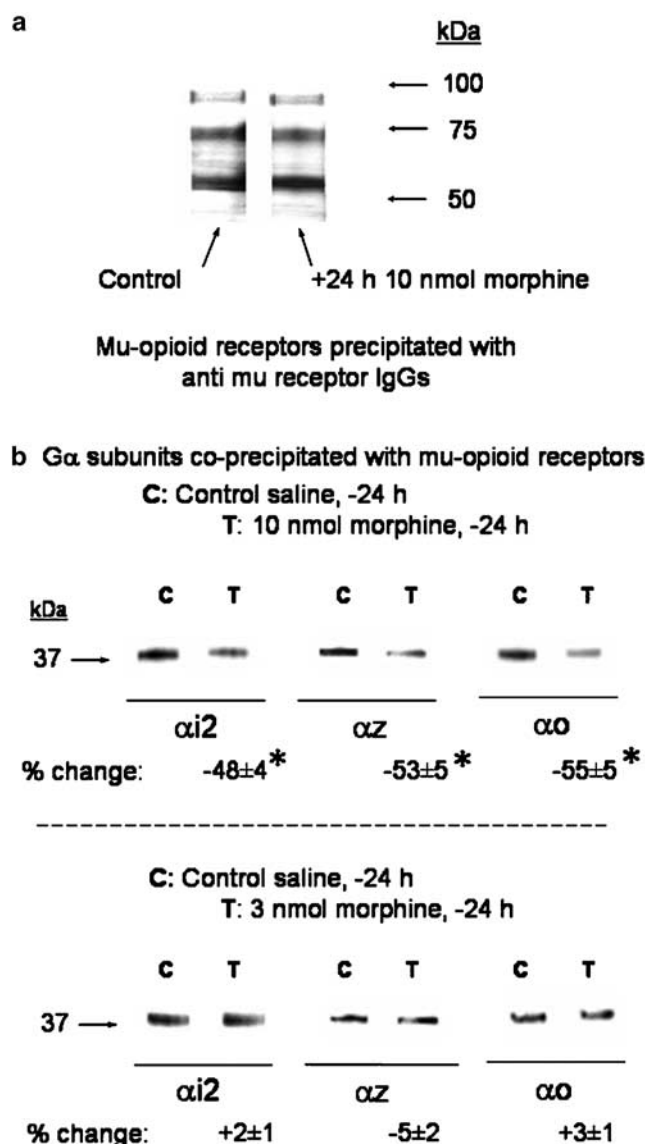 a
kDa
100
75
50
Control
+24 h 10 nmol morphine
Mu-opioid receptors precipitated with
anti mu receptor IgGs
b Gα subunits co-precipitated with mu-opioid receptors
C: Control saline, -24 h
T: 10 nmol morphine, -24 h
kDa
C T C T C T
37
αi2 αz αo
% change: -48±4* -53±5* -55±5*
C: Control saline, -24 h
T: 3 nmol morphine, -24 h
C T C T C T
37
αi2 αz αo
% change: +2±1 -5±2 +3±1